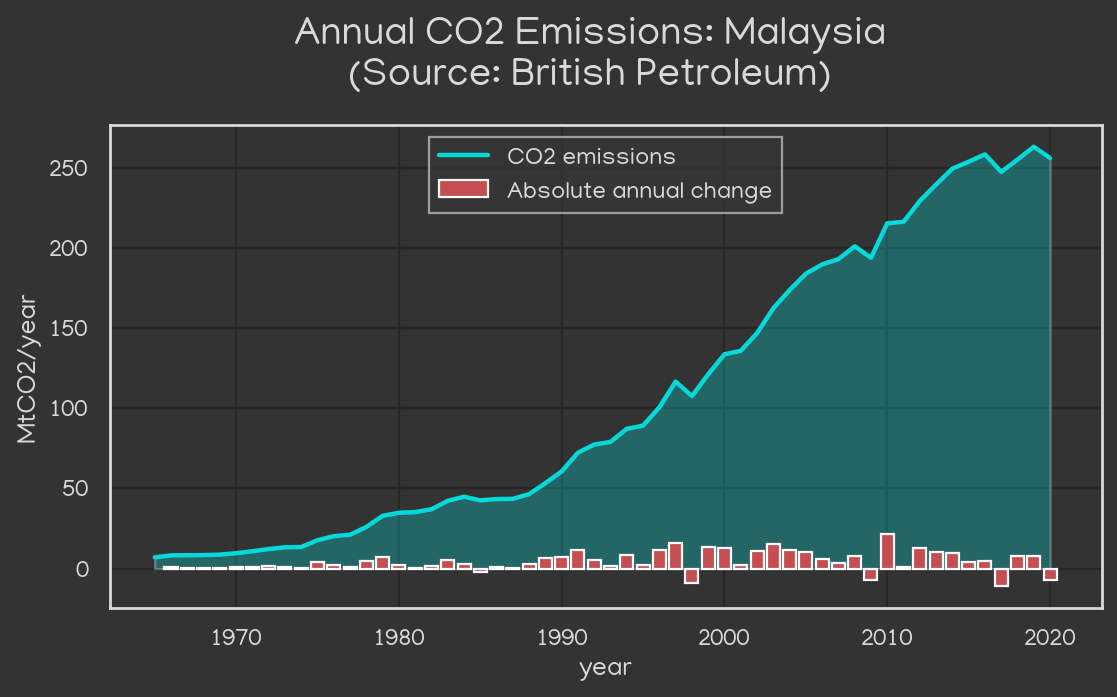 Annual CO2 Emissions: Malaysia
(Source: British Petroleum)
CO2 emissions
Absolute annual change
MtCO2/year
250
200
150
100
50
0
1970 1980 1990 2000 2010 2020
year